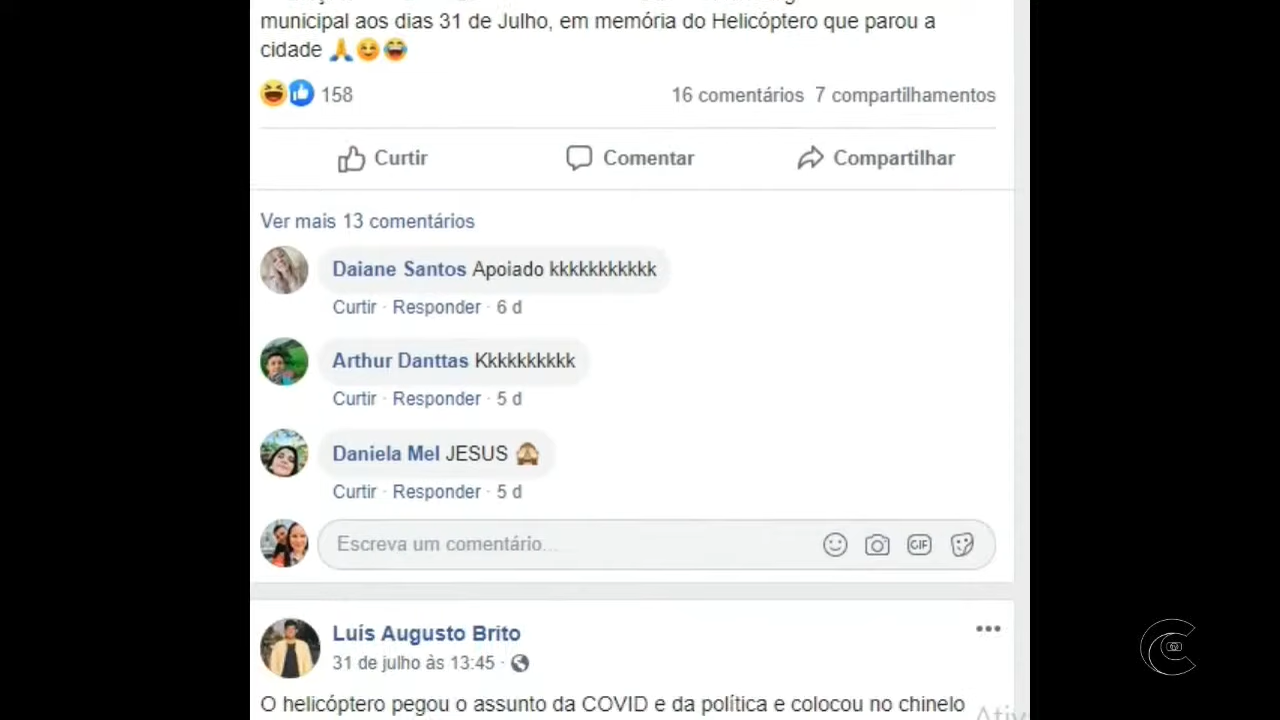 municipal aos dias 31 de Julho, em memória do Helicóptero que parou a
cidade 🙏😊😂
158
16 comentários 7 compartilhamentos
Curtir Comentar Compartilhar
Ver mais 13 comentários
Daiane Santos Apoiado kkkkkkkkkkk
Curtir · Responder · 6 d
Arthur Danttas Kkkkkkkkkk
Curtir · Responder · 5 d
Daniela Mel JESUS 🙈
Curtir · Responder · 5 d
Escreva um comentário...
GIF
Luís Augusto Brito
31 de julho às 13:45 ·
O helicóptero pegou o assunto da COVID e da política e colocou no chinelo